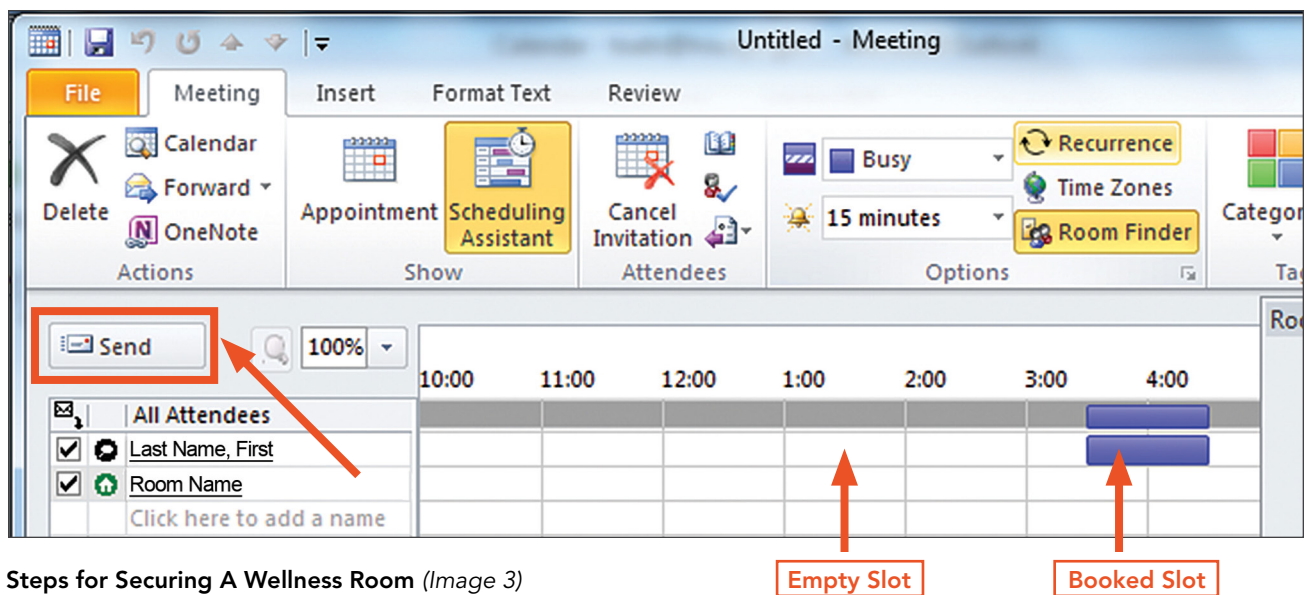 Untitled - Meeting
File Meeting Insert Format Text Review
Calendar
Forward
OneNote
Delete
Actions
Appointment
Scheduling Assistant
Show
Cancel Invitation
Attendees
Busy
15 minutes
Recurrence
Time Zones
Room Finder
Options
Categor
Ta
Send
100%
Ro
10:00 11:00 12:00 1:00 2:00 3:00 4:00
All Attendees
Last Name, First
Room Name
Click here to add a name
Steps for Securing A Wellness Room (Image 3)
Empty Slot
Booked Slot